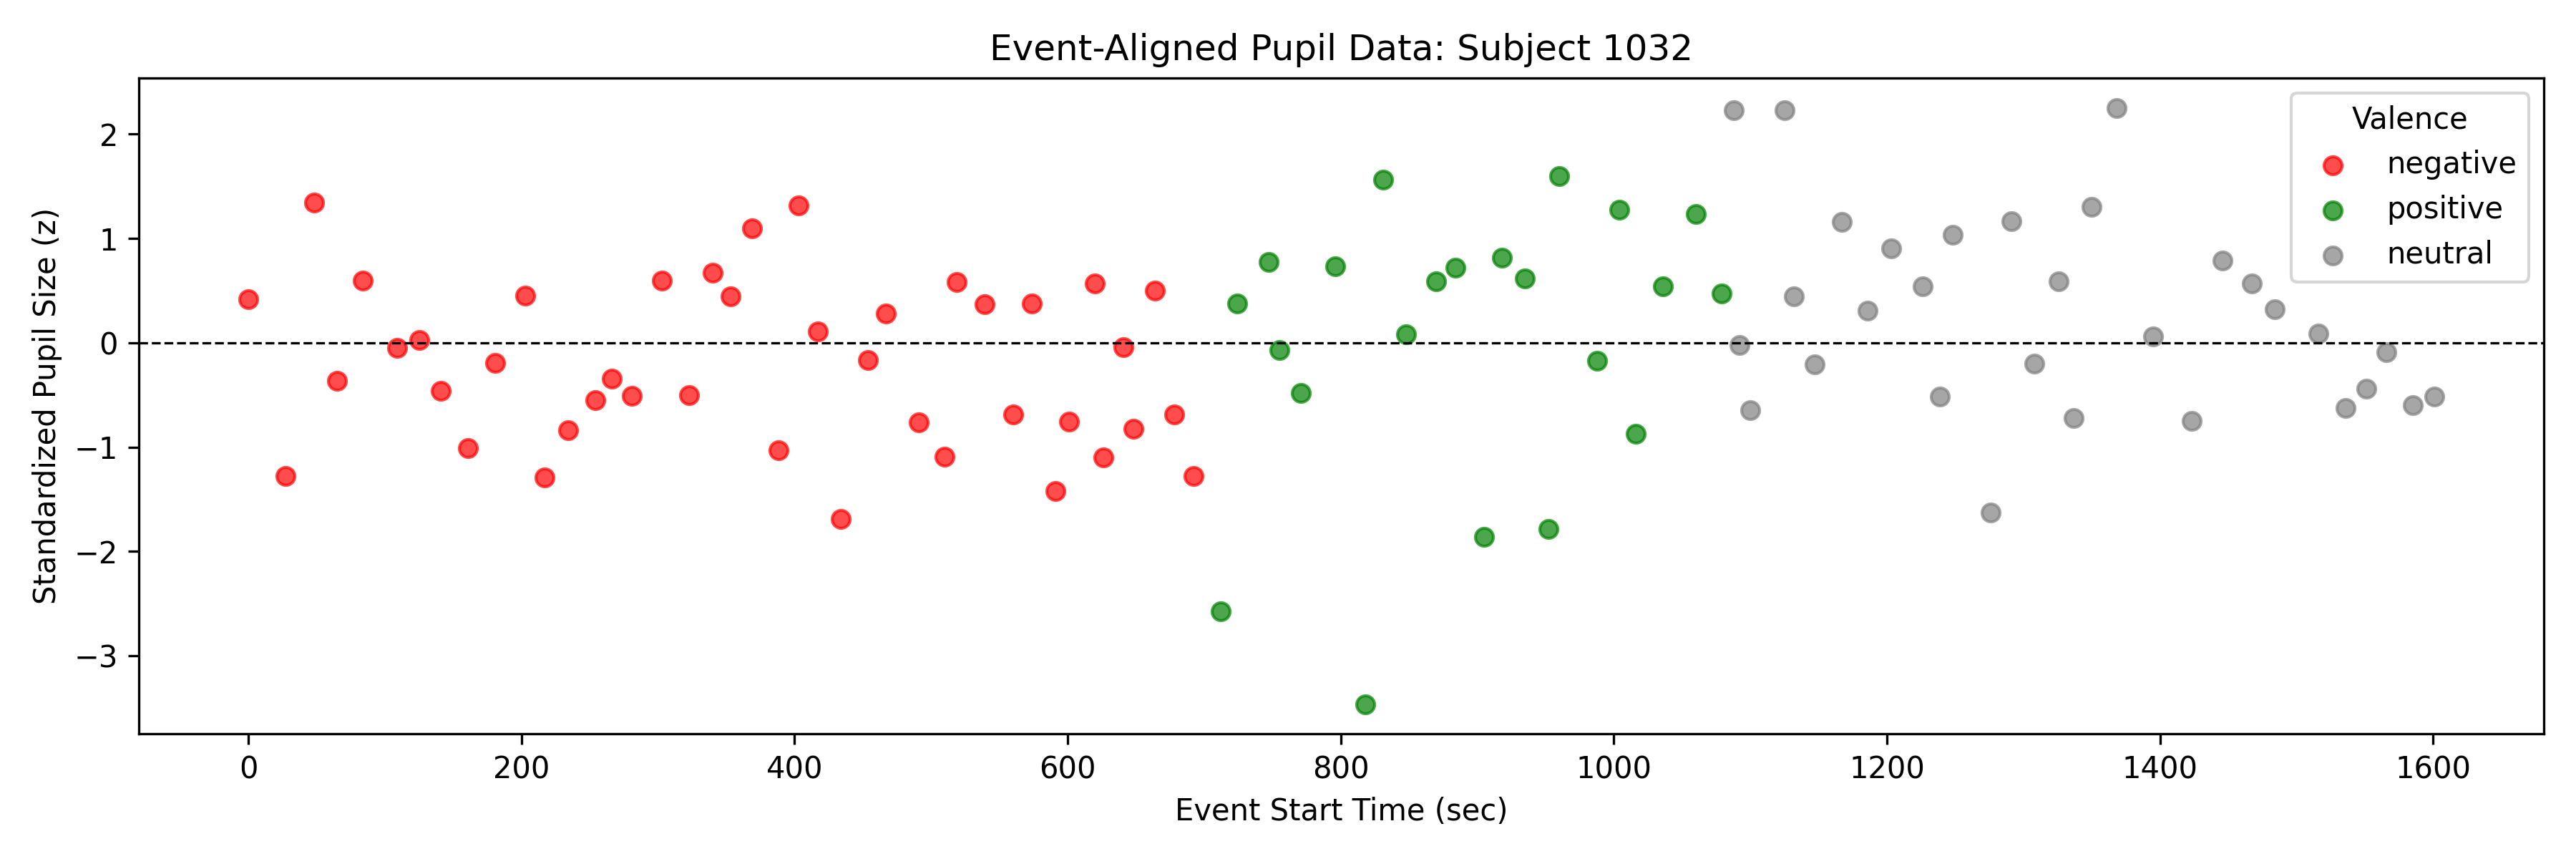 Event-Aligned Pupil Data: Subject 1032
Standardized Pupil Size (z)
2
1
0
−1
−2
−3
Valence
negative
positive
neutral
0 200 400 600 800 1000 1200 1400 1600
Event Start Time (sec)